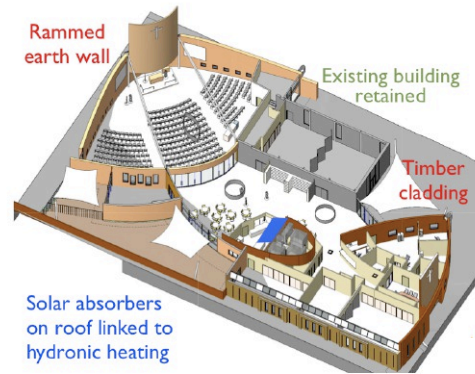 Rammed
earth wall
Existing building
retained
Timber
cladding
Solar absorbers
on roof linked to
hydronic heating